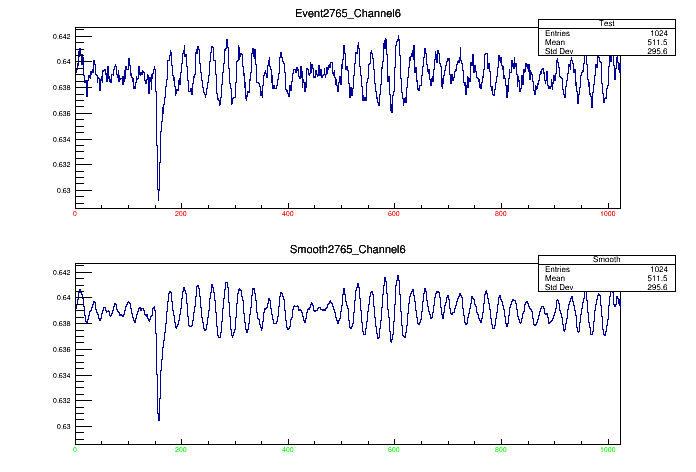 Event2765_Channel6
Test
Entries 1024
Mean 511.5
Std Dev 295.6
0.642
0.64
0.638
0.636
0.634
0.632
0.63
0 200 400 600 800 1000
Smooth2765_Channel6
Smooth
Entries 1024
Mean 511.5
Std Dev 295.6
0.642
0.64
0.638
0.636
0.634
0.632
0.63
0 200 400 600 800 1000